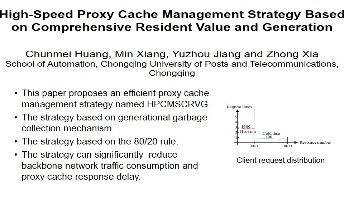 High-Speed Proxy Cache Management Strategy Based
on Comprehensive Resident Value and Generation
Chunmei Huang, Min Xiang, Yuzhou Jiang and Zhong Xia
School of Automation, Chongqing University of Posts and Telecommunications,
Chongqing
• This paper proposes an efficient proxy cache
management strategy named HPCMSCRVG.
• The strategy based on generational garbage
collection mechanism
• The strategy based on the 80/20 rule.
• The strategy can significantly reduce
backbone network traffic consumption and
proxy cache response delay.
Client request distribution